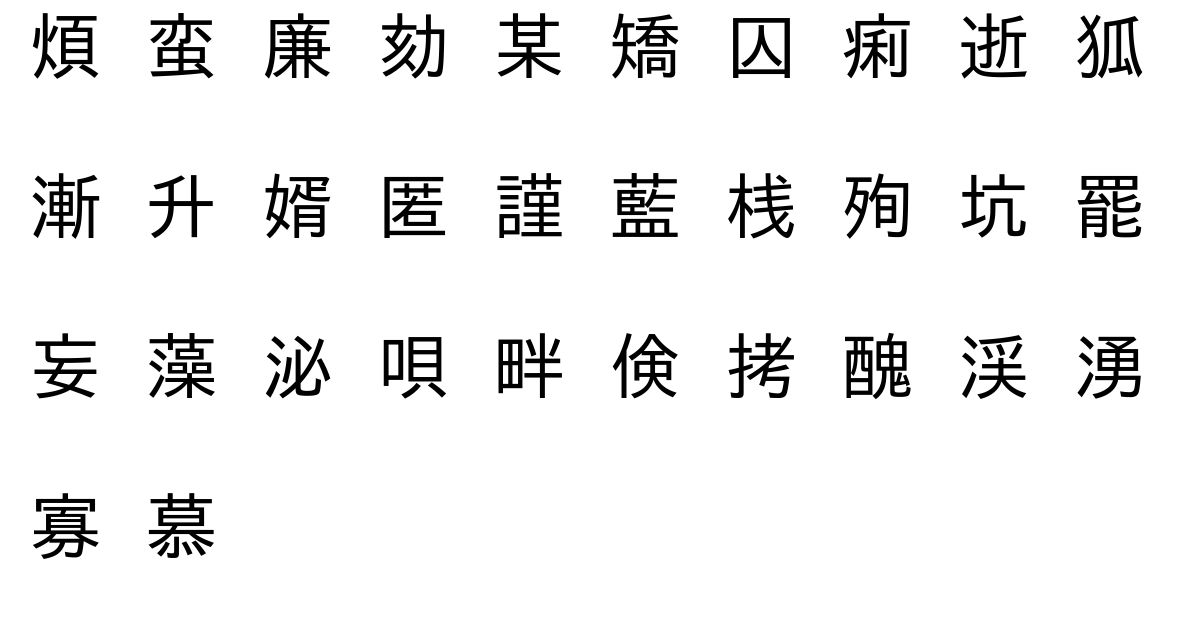 煩蛮廉劾某矯囚痢逝狐
漸升婿匿謹藍桟殉坑罷
妄藻泌唄畔倹拷醜渓湧
寡慕